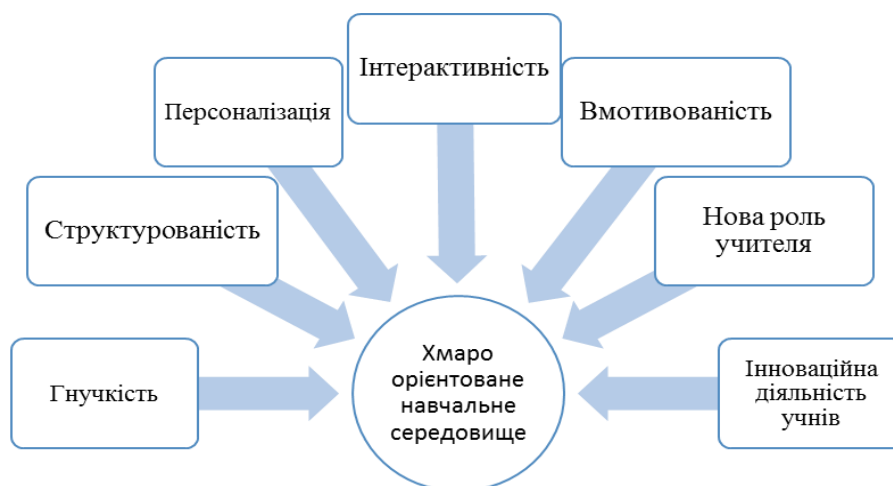 Інтерактивність
Персоналізація
Вмотивованість
Структурованість
Нова роль
учителя
Гнучкість
Хмаро
орієнтоване
навчальне
середовище
Інноваційна
діяльність
учнів